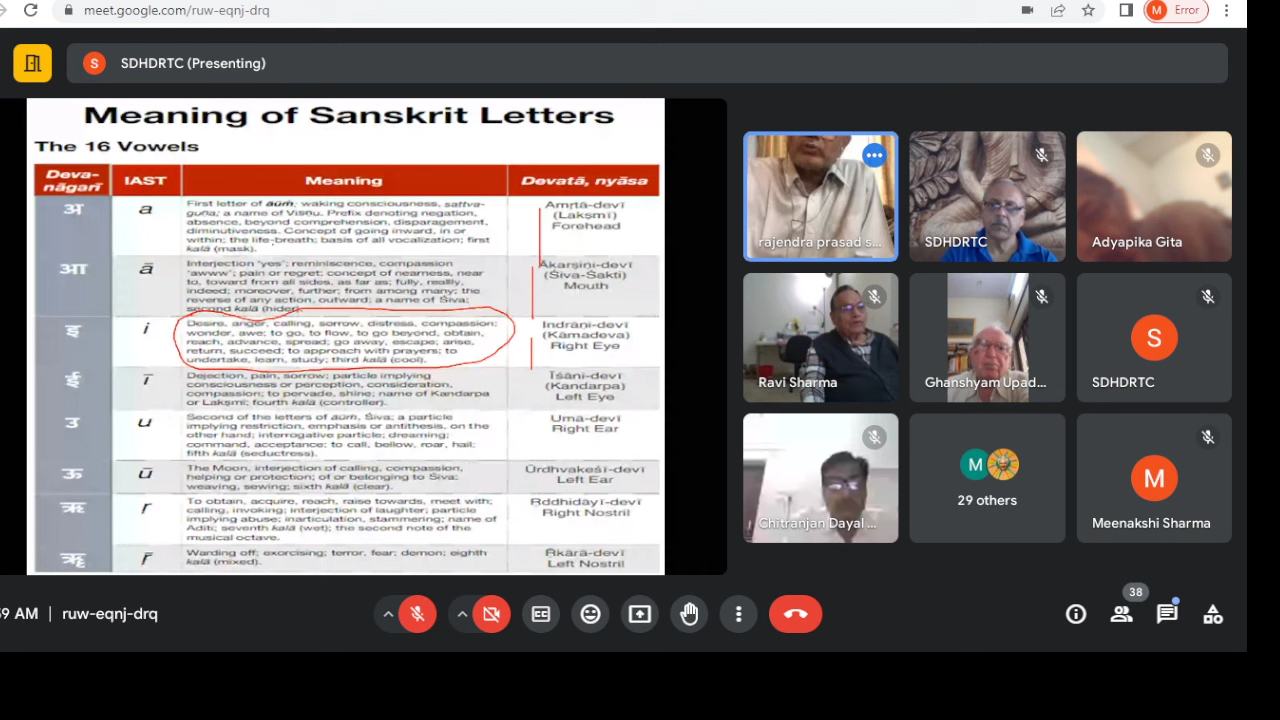 meet.google.com/ruw-eqnj-drq
M Error
S SDHDRTC (Presenting)
Meaning of Sanskrit Letters
The 16 Vowels
Deva-nāgarī IAST Meaning Devatā, nyāsa
अ a
First letter of aūṁ; waking consciousness, sattva-
guṇa; a name of Viṣṇu. Prefix denoting negation,
absence, beyond comprehension, disparagement,
diminutiveness. Concept of going inward, in or
within; the life-breath; basis of all vocalization; first
kalā (mask).
Amṛtā-devī
(Lakṣmī)
Forehead
आ ā
Interjection 'yes'; reminiscence, compassion
'awww'; pain or regret; concept of nearness, near
to, toward from all sides, as far as; fully, really,
indeed; moreover, further; from among many; the
reverse of any action, outward; a name of Śiva;
second kalā (hider).
Ākarṣiṇī-devī
(Śiva-Śakti)
Mouth
इ i
Desire, anger, calling, sorrow, distress, compassion;
wonder, awe; to go, to flow, to go beyond, obtain,
reach, advance, spread; go away, escape; arise,
return, succeed; to approach with prayers; to
undertake, learn, study; third kalā (cool).
Indrāṇī-devī
(Kāmadeva)
Right Eye
ई ī
Dejection, pain, sorrow; particle implying
consciousness or perception, consideration,
compassion; to pervade, shine; name of Kandarpa
or Lakṣmī; fourth kalā (controller).
Īśānī-devī
(Kandarpa)
Left Eye
उ u
Second of the letters of aūṁ, Śiva; a particle
implying restriction, emphasis or antithesis, on the
other hand; interrogative particle; dreaming;
command, acceptance; to call, bellow, roar, hail;
fifth kalā (seductress).
Umā-devī
Right Ear
ऊ ū
The Moon, interjection of calling, compassion,
helping or protection; of or belonging to Śiva;
weaving, sewing; sixth kalā (clear).
Ūrdhvakeśī-devī
Left Ear
ऋ ṛ
To obtain, acquire, reach, raise towards, meet with;
calling, invoking; interjection of laughter; particle
implying abuse; inarticulation, stammering; name of
Aditi; seventh kalā (wet); the second note of the
musical octave.
Ṛddhidāyī-devī
Right Nostril
ॠ ṝ
Warding off; exorcising; terror, fear; demon; eighth
kalā (mixed).
Ṝkārā-devī
Left Nostril
rajendra prasad s...
SDHDRTC
Adyapika Gita
Ravi Sharma
Ghanshyam Upad...
S
SDHDRTC
Chitranjan Dayal ...
M
29 others
M
Meenakshi Sharma
59 AM | ruw-eqnj-drq
38